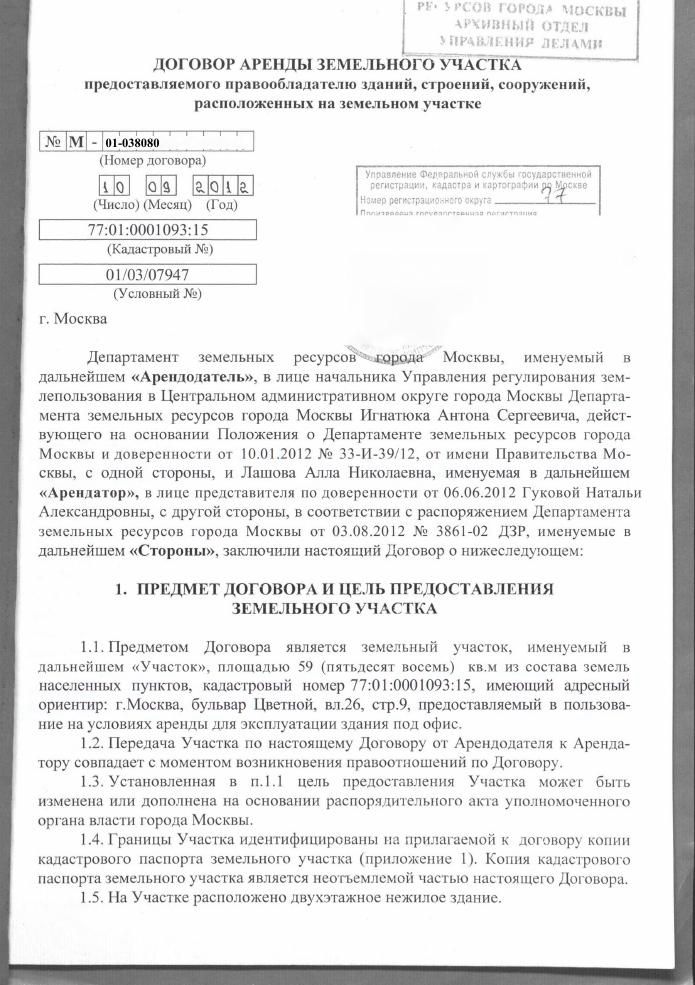 РЕСУРСОВ ГОРОДА МОСКВЫ
АРХИВНЫЙ ОТДЕЛ
УПРАВЛЕНИЯ ДЕЛАМИ
ДОГОВОР АРЕНДЫ ЗЕМЕЛЬНОГО УЧАСТКА
предоставляемого правообладателю зданий, строений, сооружений,
расположенных на земельном участке
№ М - 01-038080
(Номер договора)
10 09 2012
(Число) (Месяц) (Год)
77:01:0001093:15
(Кадастровый №)
01/03/07947
(Условный №)
Управление Федеральной службы государственной
регистрации, кадастра и картографии по Москве
Номер регистрационного округа 77
Произведена государственная регистрация
г. Москва
Департамент земельных ресурсов города Москвы, именуемый в
дальнейшем «Арендодатель», в лице начальника Управления регулирования зем-
лепользования в Центральном административном округе города Москвы Департа-
мента земельных ресурсов города Москвы Игнатюка Антона Сергеевича, дейст-
вующего на основании Положения о Департаменте земельных ресурсов города
Москвы и доверенности от 10.01.2012 № 33-И-39/12, от имени Правительства Мо-
сквы, с одной стороны, и Лашова Алла Николаевна, именуемая в дальнейшем
«Арендатор», в лице представителя по доверенности от 06.06.2012 Гуковой Натальи
Александровны, с другой стороны, в соответствии с распоряжением Департамента
земельных ресурсов города Москвы от 03.08.2012 № 3861-02 ДЗР, именуемые в
дальнейшем «Стороны», заключили настоящий Договор о нижеследующем:
1. ПРЕДМЕТ ДОГОВОРА И ЦЕЛЬ ПРЕДОСТАВЛЕНИЯ
ЗЕМЕЛЬНОГО УЧАСТКА
1.1. Предметом Договора является земельный участок, именуемый в
дальнейшем «Участок», площадью 59 (пятьдесят восемь) кв.м из состава земель
населенных пунктов, кадастровый номер 77:01:0001093:15, имеющий адресный
ориентир: г.Москва, бульвар Цветной, вл.26, стр.9, предоставляемый в пользова-
ние на условиях аренды для эксплуатации здания под офис.
1.2. Передача Участка по настоящему Договору от Арендодателя к Аренда-
тору совпадает с моментом возникновения правоотношений по Договору.
1.3. Установленная в п.1.1 цель предоставления Участка может быть
изменена или дополнена на основании распорядительного акта уполномоченного
органа власти города Москвы.
1.4. Границы Участка идентифицированы на прилагаемой к договору копии
кадастрового паспорта земельного участка (приложение 1). Копия кадастрового
паспорта земельного участка является неотъемлемой частью настоящего Договора.
1.5. На Участке расположено двухэтажное нежилое здание.